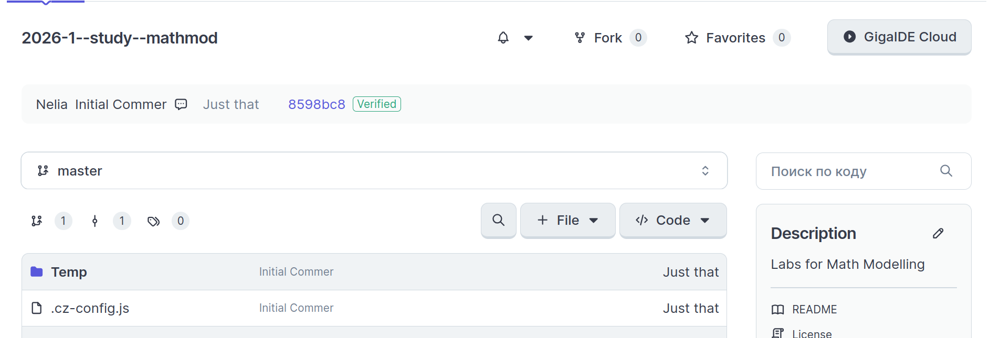 2026-1--study--mathmod
Fork 0
Favorites 0
GigaIDE Cloud
Nelia Initial Commer Just that 8598bc8 Verified
master
Поиск по коду
1 1 0
File
Code
Description
Labs for Math Modelling
Temp Initial Commer Just that
.cz-config.js Initial Commer Just that
README
License